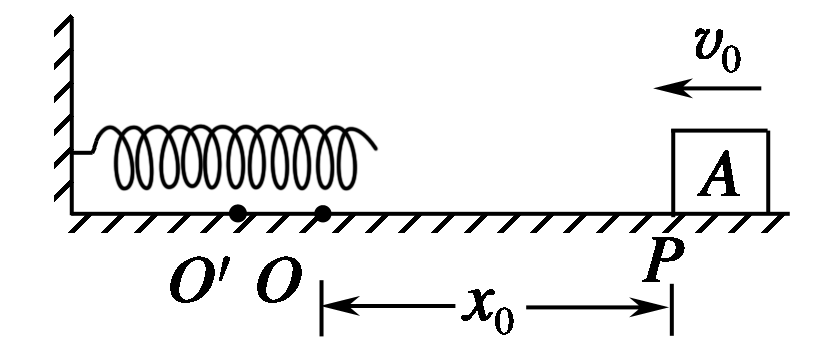 v₀
A
O′ O P
x₀